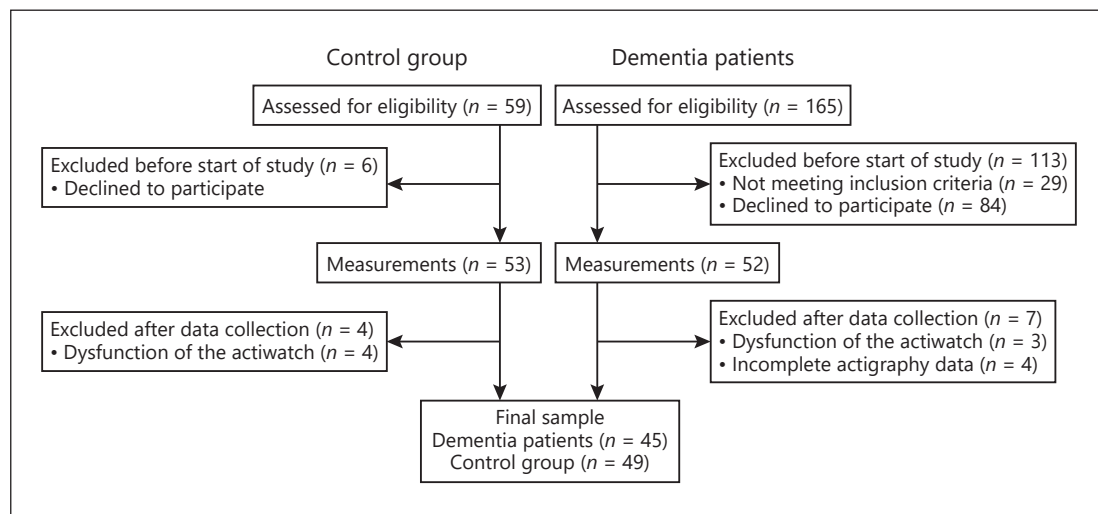 Control group
Dementia patients
Assessed for eligibility (n = 59)
Assessed for eligibility (n = 165)
Excluded before start of study (n = 6)
• Declined to participate
Excluded before start of study (n = 113)
• Not meeting inclusion criteria (n = 29)
• Declined to participate (n = 84)
Measurements (n = 53)
Measurements (n = 52)
Excluded after data collection (n = 4)
• Dysfunction of the actiwatch (n = 4)
Excluded after data collection (n = 7)
• Dysfunction of the actiwatch (n = 3)
• Incomplete actigraphy data (n = 4)
Final sample
Dementia patients (n = 45)
Control group (n = 49)